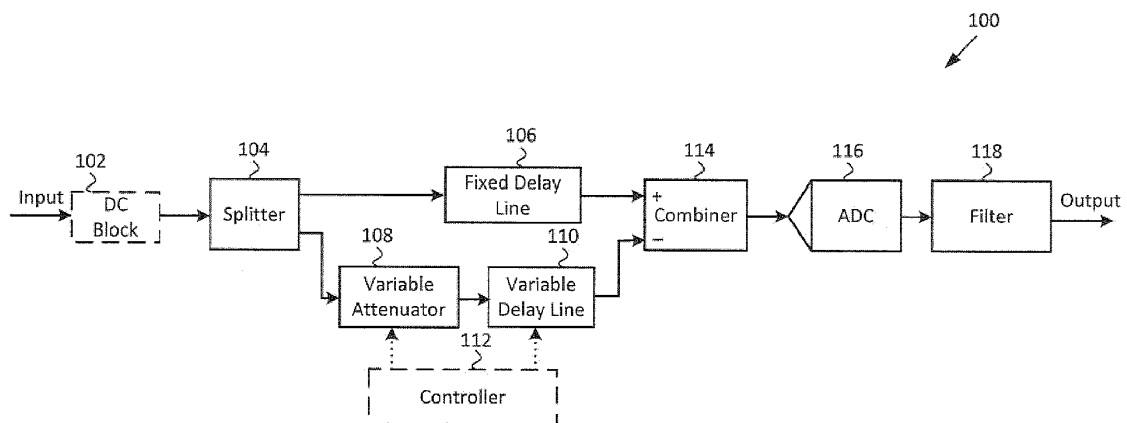 100
102
104
106
114
116
118
Input
DC
Block
Splitter
Fixed Delay
Line
+
−
Combiner
ADC
Filter
Output
108
110
Variable
Attenuator
Variable
Delay Line
112
Controller